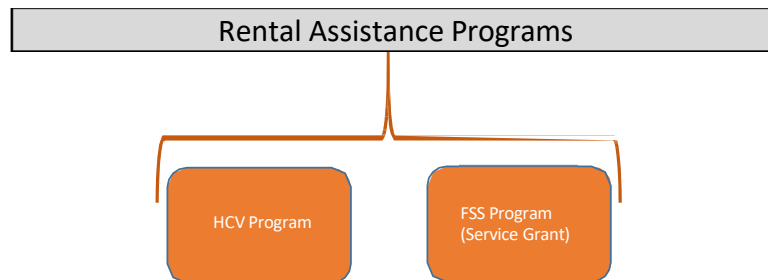 Rental Assistance Programs
HCV Program
FSS Program
(Service Grant)